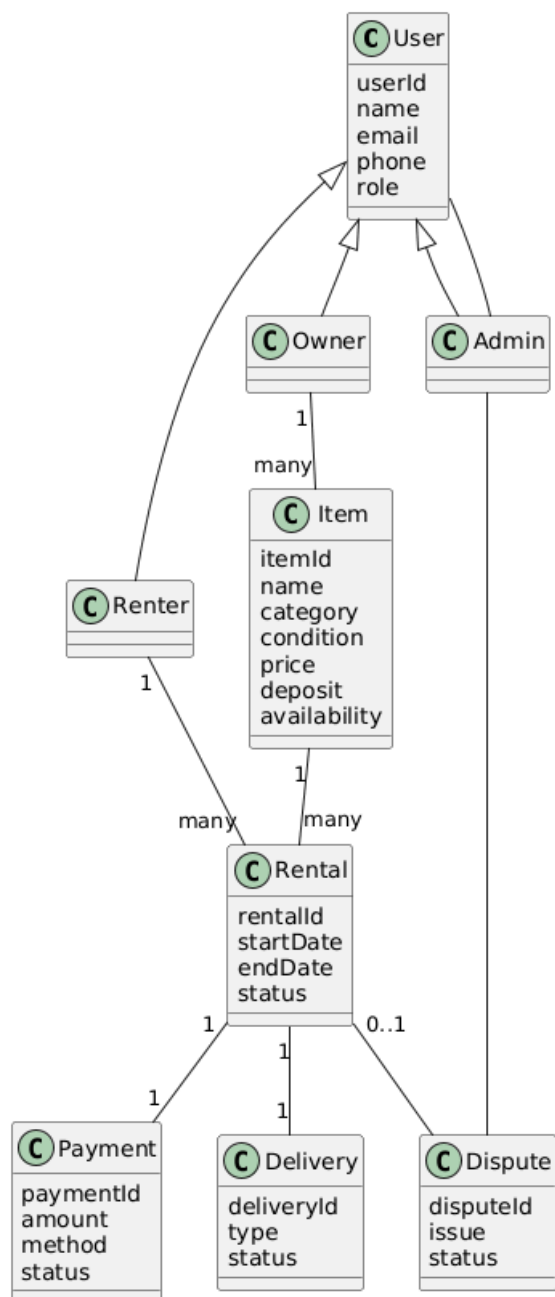 C User
userId
name
email
phone
role
C Owner
C Admin
1
many
C Item
itemId
name
category
condition
price
deposit
availability
C Renter
1
1
many
many
C Rental
rentalId
startDate
endDate
status
1
1
0..1
1
1
C Payment
paymentId
amount
method
status
C Delivery
deliveryId
type
status
C Dispute
disputeId
issue
status